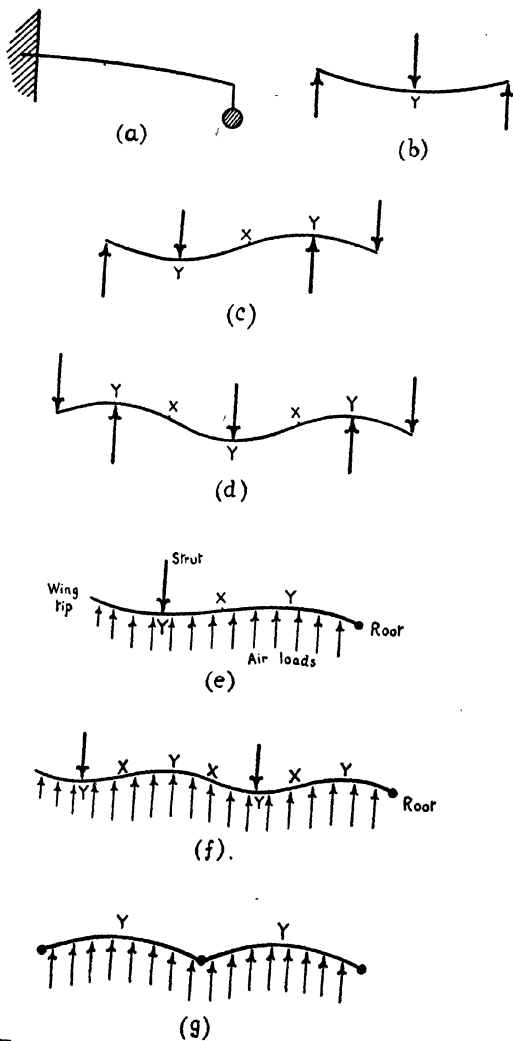 (a)
Y
(b)
X
Y
Y
(c)
Y
X
X
Y
Y
(d)
Strut
Wing
tip
X
Y
Y
Root
Air loads
(e)
X
Y
X
X
Y
Y
Y
Root
(f).
Y
Y
(g)